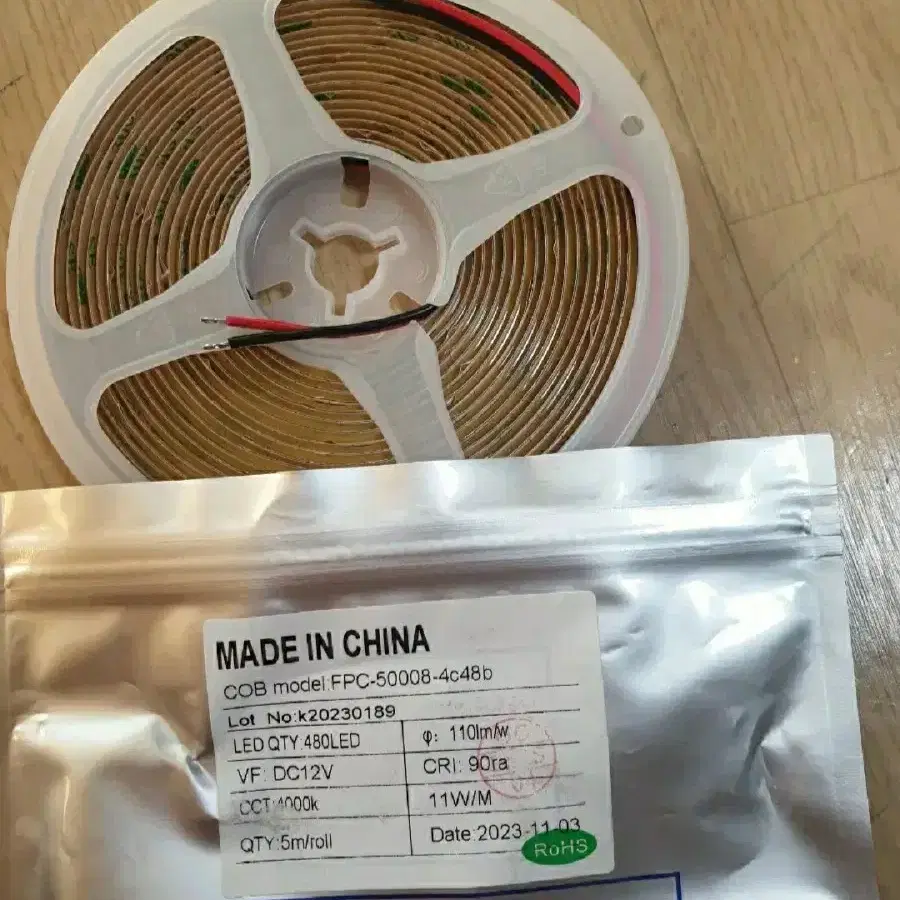 MADE IN CHINA
COB model:FPC-50008-4c48b
Lot No:k20230189
LED QTY:480LED
φ: 110lm/w
VF: DC12V
CRI: 90ra
CCT:4000k
11W/M
QTY:5m/roll
Date:2023-11-03
RoHS